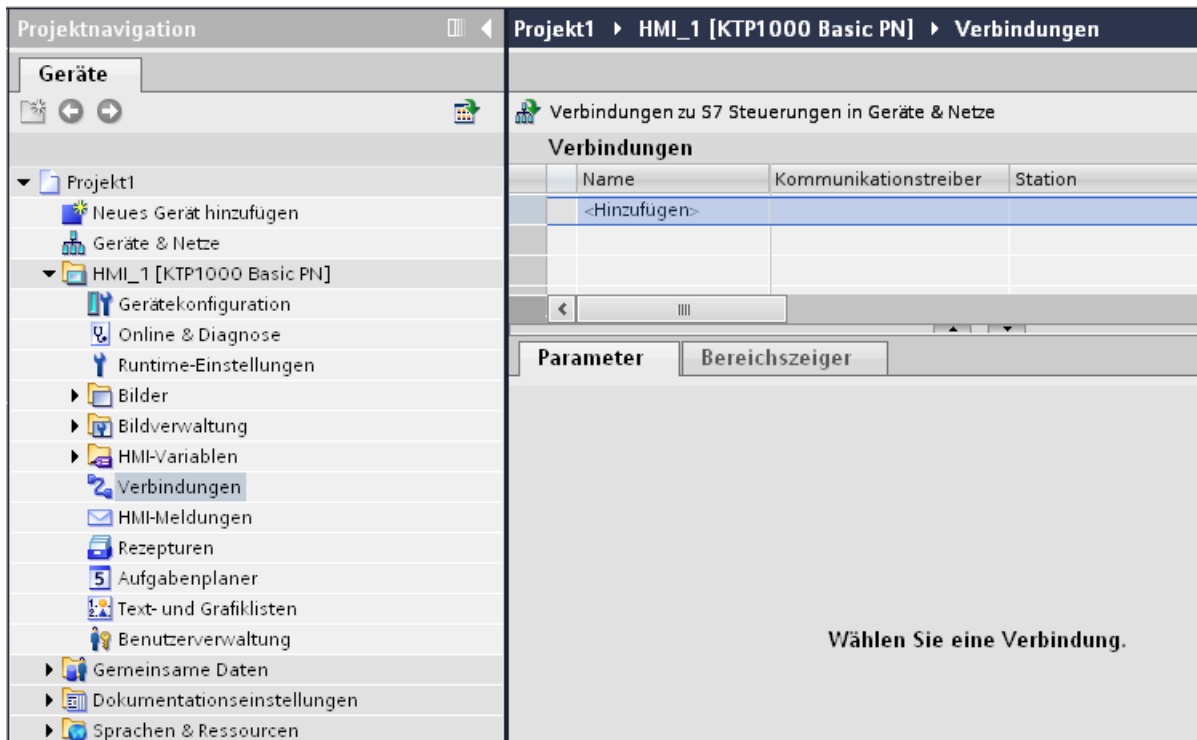 Projektnavigation
Geräte
Projekt1
Neues Gerät hinzufügen
Geräte & Netze
HMI_1 [KTP1000 Basic PN]
Gerätekonfiguration
Online & Diagnose
Runtime-Einstellungen
Bilder
Bildverwaltung
HMI-Variablen
Verbindungen
HMI-Meldungen
Rezepturen
5 Aufgabenplaner
Text- und Grafiklisten
Benutzerverwaltung
Gemeinsame Daten
Dokumentationseinstellungen
Sprachen & Ressourcen
Projekt1 ▸ HMI_1 [KTP1000 Basic PN] ▸ Verbindungen
Verbindungen zu S7 Steuerungen in Geräte & Netze
Verbindungen
Name Kommunikationstreiber Station
<Hinzufügen>
Parameter Bereichszeiger
Wählen Sie eine Verbindung.